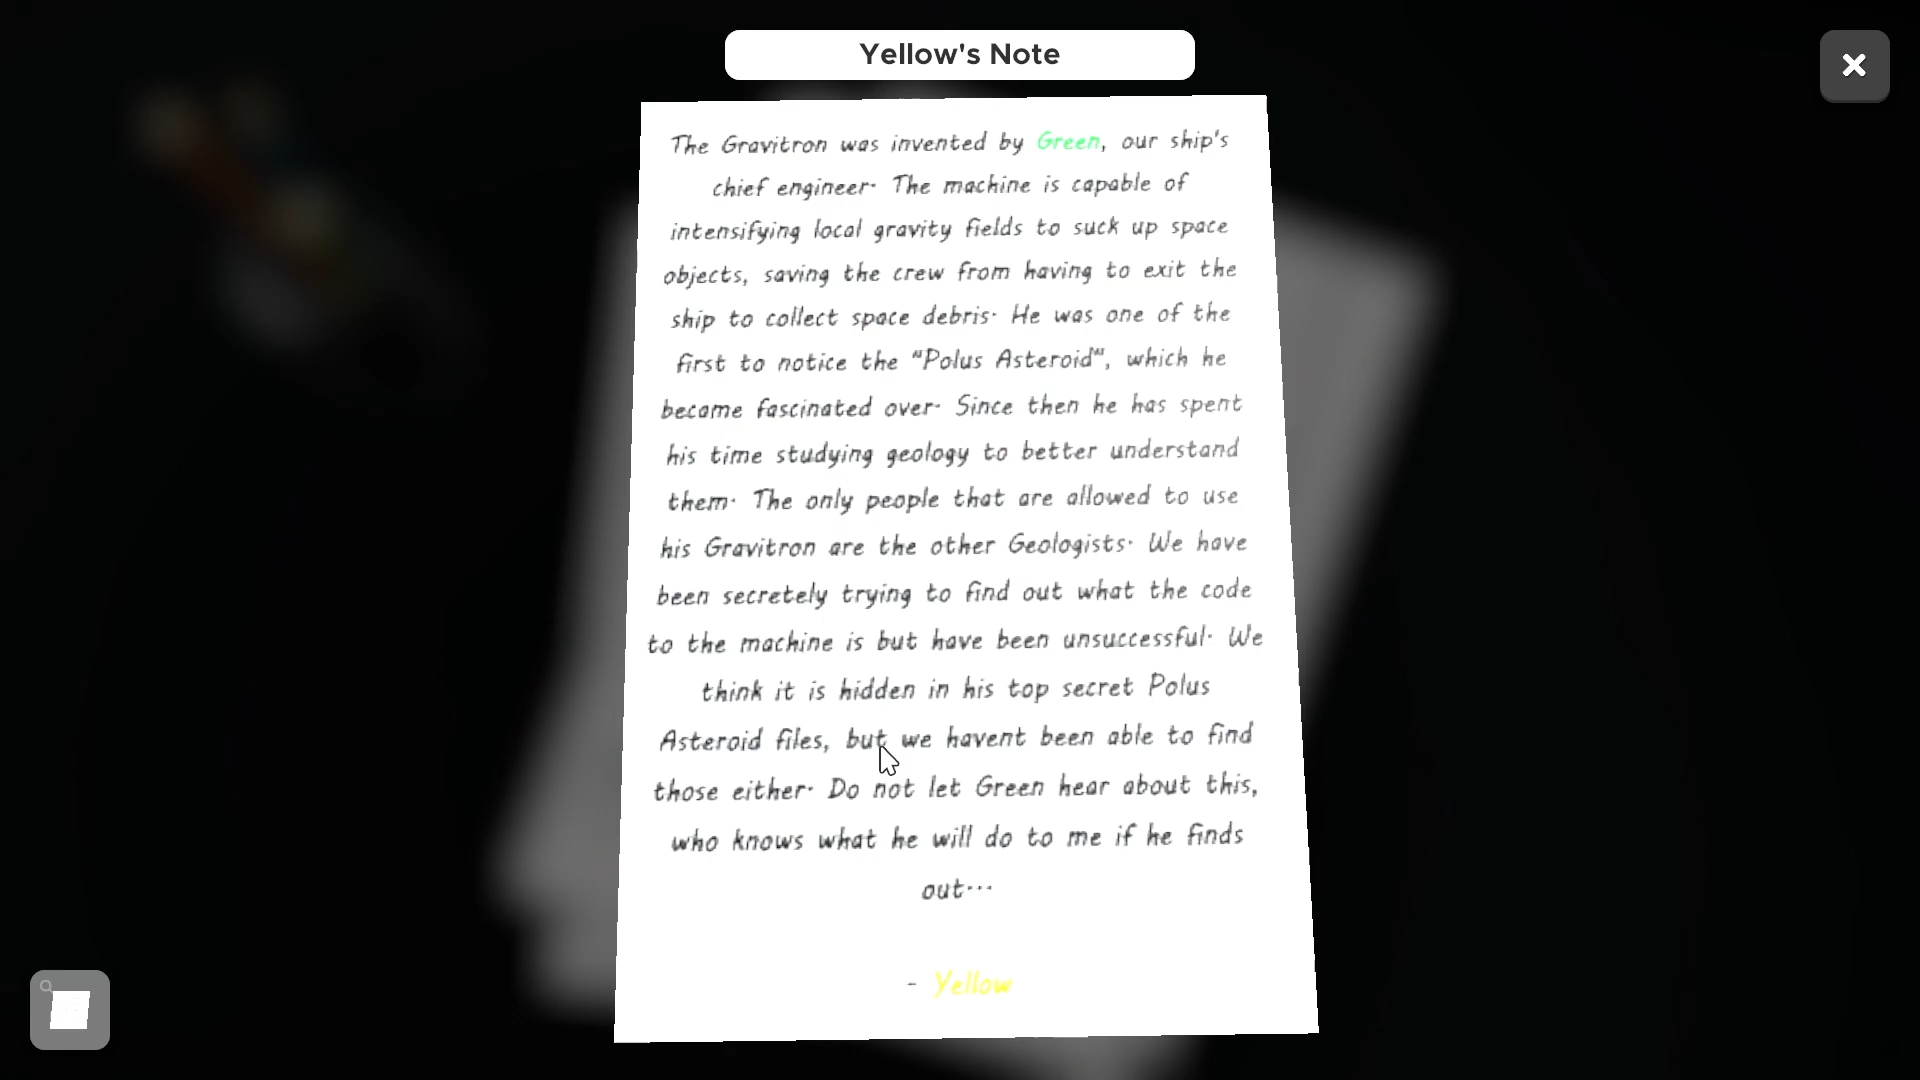 Yellow's Note
The Gravitron was invented by Green, our ship's
chief engineer. The machine is capable of
intensifying local gravity fields to suck up space
objects, saving the crew from having to exit the
ship to collect space debris. He was one of the
first to notice the "Polus Asteroid", which he
became fascinated over. Since then he has spent
his time studying geology to better understand
them. The only people that are allowed to use
his Gravitron are the other Geologists. We have
been secretely trying to find out what the code
to the machine is but have been unsuccessful. We
think it is hidden in his top secret Polus
Asteroid files, but we havent been able to find
those either. Do not let Green hear about this,
who knows what he will do to me if he finds
out...
- Yellow